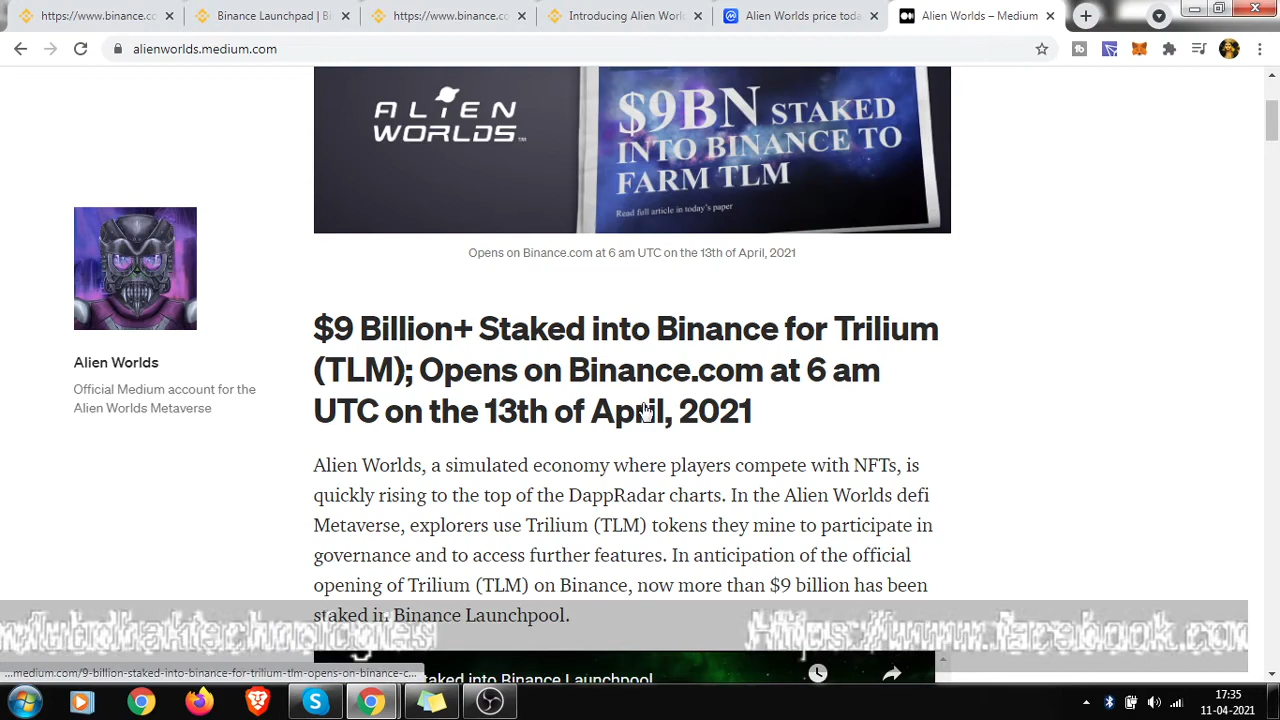 https://www.binance.co
Binance Launchpad | Bi
https://www.binance.co
Introducing Alien Worl
Alien Worlds price toda
Alien Worlds – Medium
alienworlds.medium.com
ALIEN
WORLDS™
$9BN STAKED
INTO BINANCE TO
FARM TLM
Read full article in today's paper
Opens on Binance.com at 6 am UTC on the 13th of April, 2021
Alien Worlds
Official Medium account for the
Alien Worlds Metaverse
$9 Billion+ Staked into Binance for Trilium
(TLM); Opens on Binance.com at 6 am
UTC on the 13th of April, 2021
Alien Worlds, a simulated economy where players compete with NFTs, is
quickly rising to the top of the DappRadar charts. In the Alien Worlds defi
Metaverse, explorers use Trilium (TLM) tokens they mine to participate in
governance and to access further features. In anticipation of the official
opening of Trilium (TLM) on Binance, now more than $9 billion has been
staked in Binance Launchpool.
Https://www.facebook.com
aked into Binance Launchpool
...medium.com/9-billion-staked-into-binance-for-trilium-tlm-opens-on-binance-c...
17:35
11-04-2021